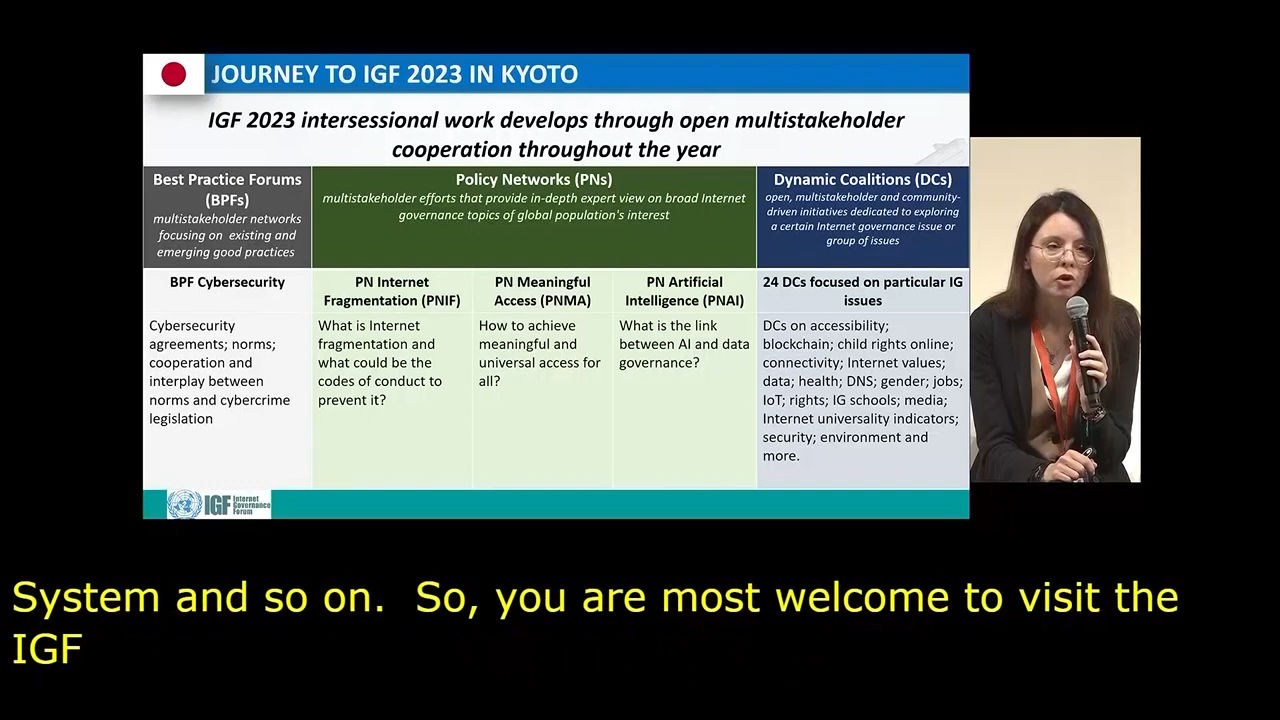 JOURNEY TO IGF 2023 IN KYOTO
IGF 2023 intersessional work develops through open multistakeholder
cooperation throughout the year
Best Practice Forums
(BPFs)
multistakeholder networks
focusing on existing and
emerging good practices
Policy Networks (PNs)
multistakeholder efforts that provide in-depth expert view on broad Internet
governance topics of global population's interest
Dynamic Coalitions (DCs)
open, multistakeholder and community-
driven initiatives dedicated to exploring
a certain Internet governance issue or
group of issues
BPF Cybersecurity
PN Internet
Fragmentation (PNIF)
PN Meaningful
Access (PNMA)
PN Artificial
Intelligence (PNAI)
24 DCs focused on particular IG
issues
Cybersecurity
agreements; norms;
cooperation and
interplay between
norms and cybercrime
legislation
What is Internet
fragmentation and
what could be the
codes of conduct to
prevent it?
How to achieve
meaningful and
universal access for
all?
What is the link
between AI and data
governance?
DCs on accessibility;
blockchain; child rights online;
connectivity; Internet values;
data; health; DNS; gender; jobs;
IoT; rights; IG schools; media;
Internet universality indicators;
security; environment and
more.
IGF
Internet
Governance
Forum
System and so on.  So, you are most welcome to visit the
IGF